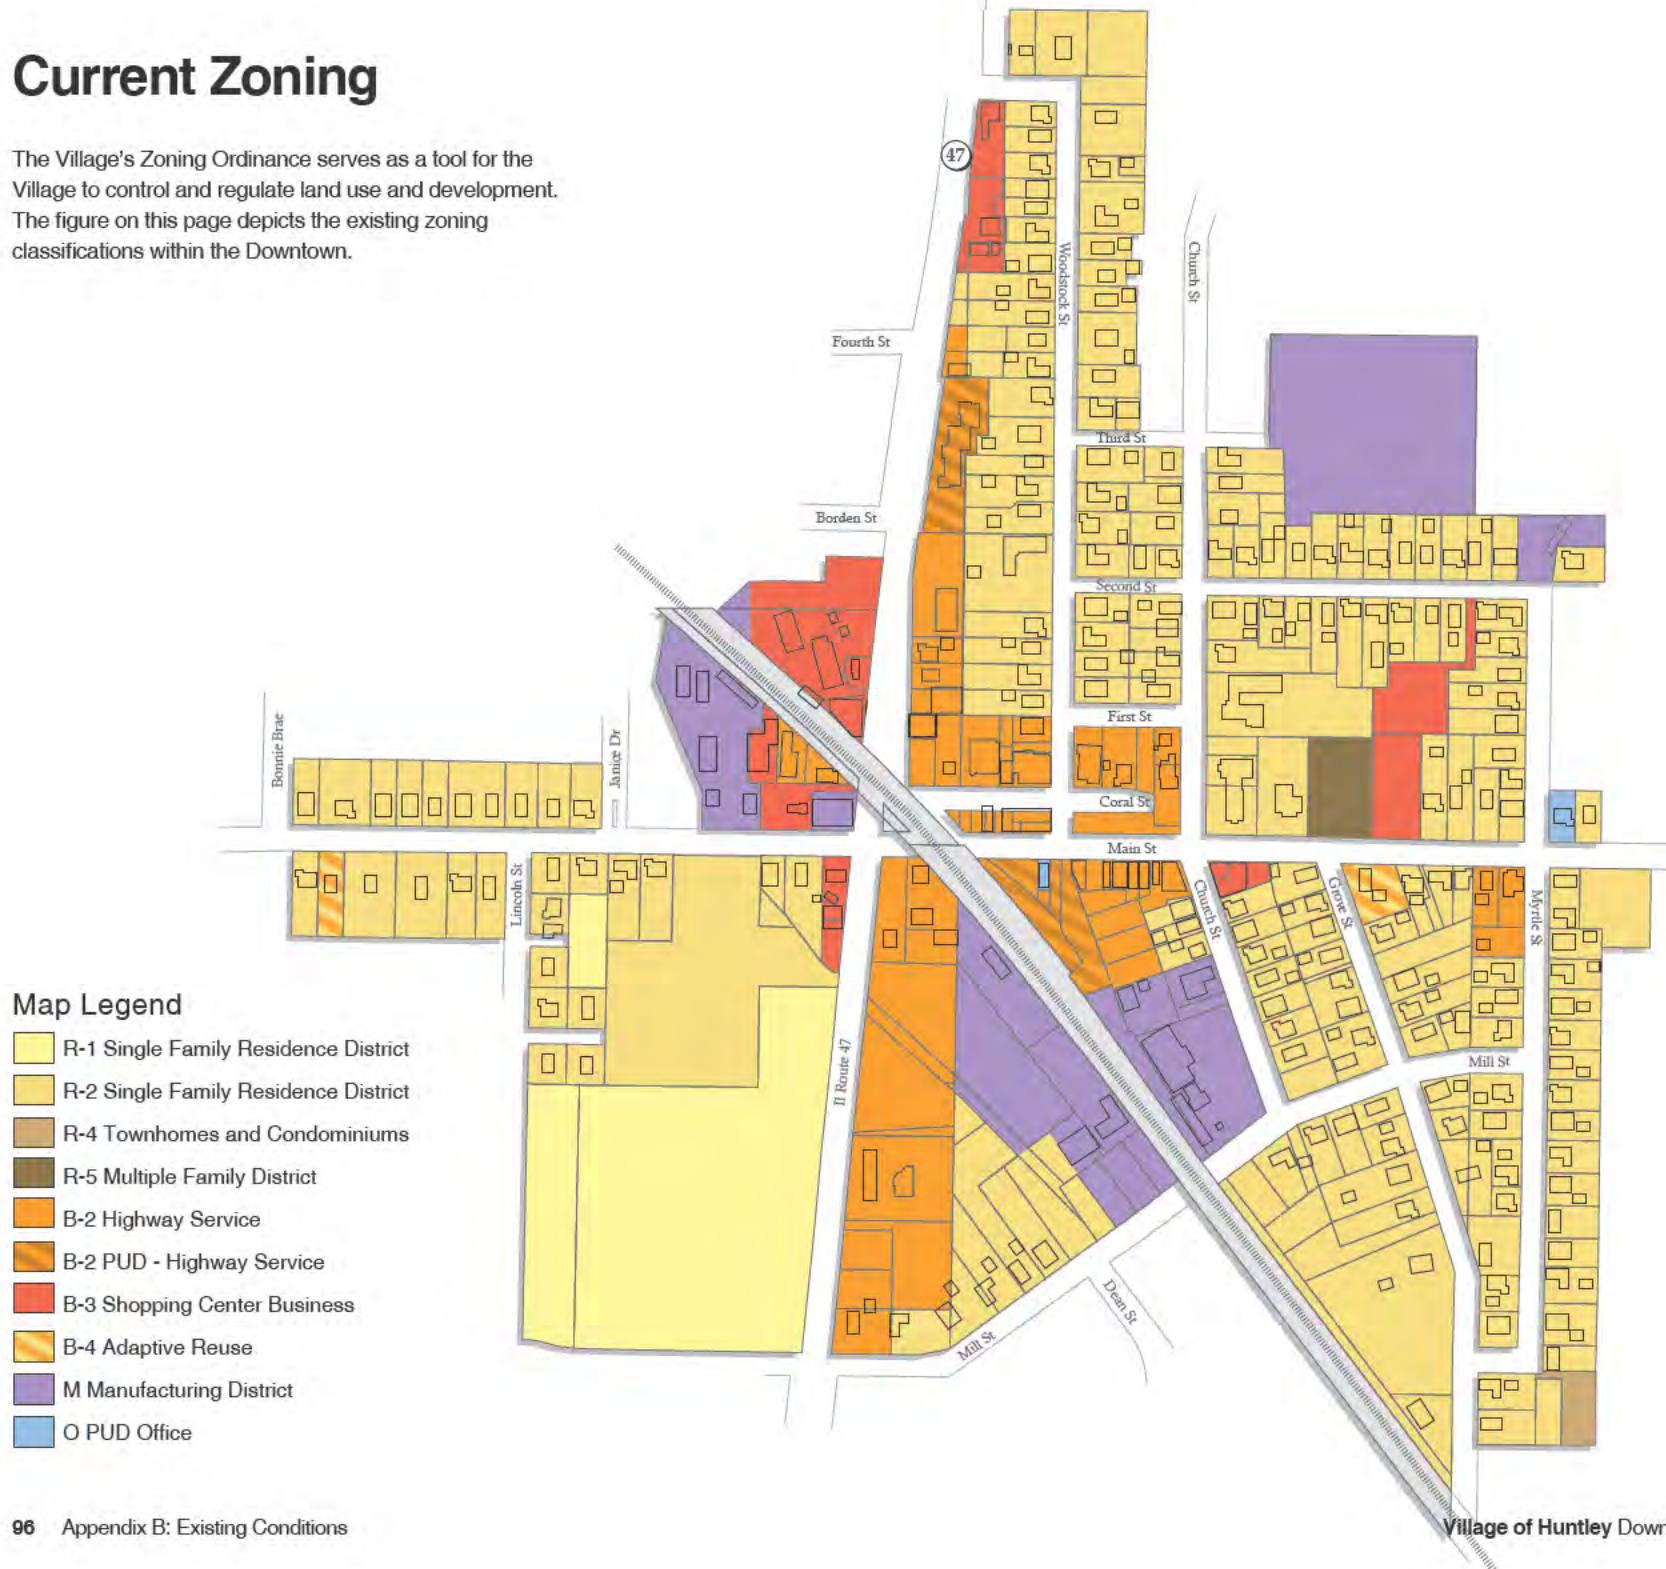 Current Zoning
The Village's Zoning Ordinance serves as a tool for the
Village to control and regulate land use and development.
The figure on this page depicts the existing zoning
classifications within the Downtown.
47
Woodstock St
Church St
Fourth St
Third St
Borden St
Second St
First St
Bonnie Brae
Janice Dr
Coral St
Main St
Lincoln St
Church St
Grove St
Myrtle St
Il Route 47
Mill St
Dean St
Mill St
Map Legend
R-1 Single Family Residence District
R-2 Single Family Residence District
R-4 Townhomes and Condominiums
R-5 Multiple Family District
B-2 Highway Service
B-2 PUD - Highway Service
B-3 Shopping Center Business
B-4 Adaptive Reuse
M Manufacturing District
O PUD Office
96 Appendix B: Existing Conditions
Village of Huntley Down